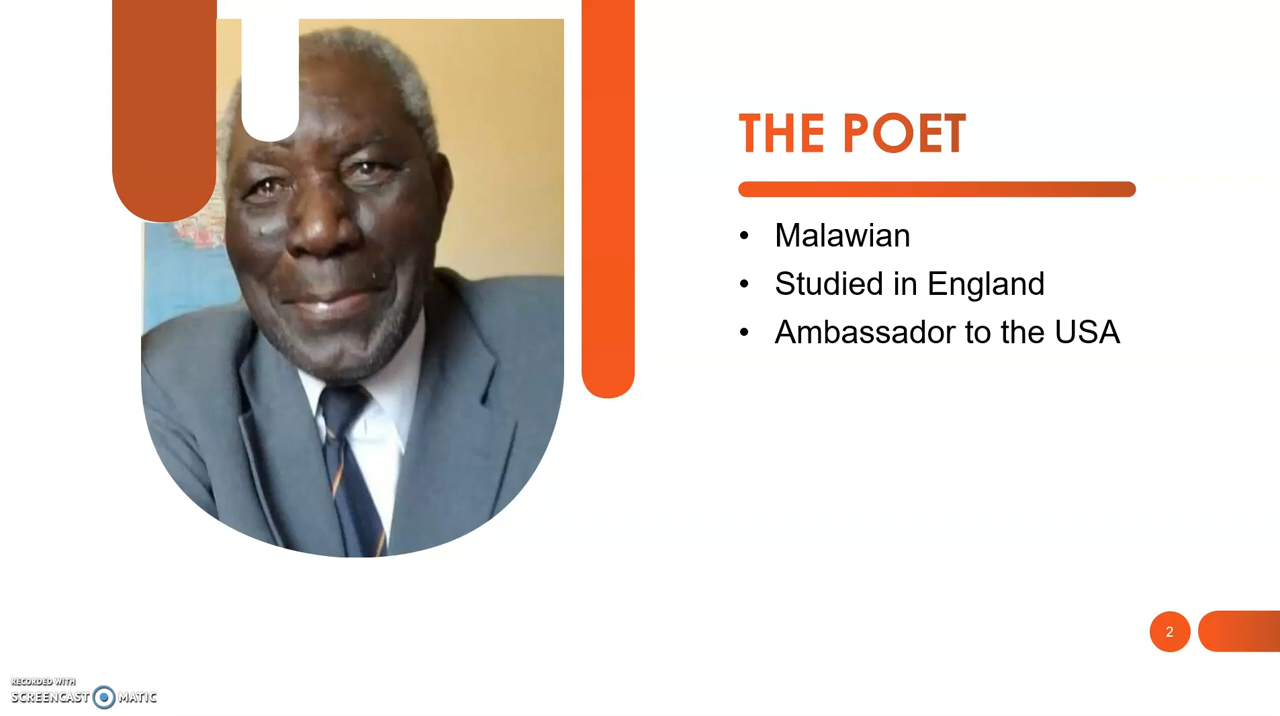 THE POET
• Malawian
• Studied in England
• Ambassador to the USA
2
RECORDED WITH
SCREENCAST MATIC